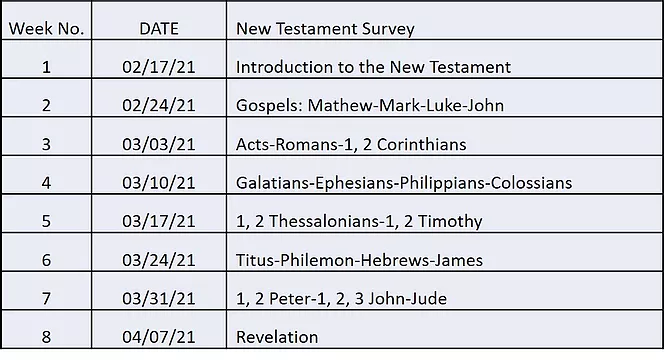 Week No. DATE New Testament Survey
1 02/17/21 Introduction to the New Testament
2 02/24/21 Gospels: Mathew-Mark-Luke-John
3 03/03/21 Acts-Romans-1, 2 Corinthians
4 03/10/21 Galatians-Ephesians-Philippians-Colossians
5 03/17/21 1, 2 Thessalonians-1, 2 Timothy
6 03/24/21 Titus-Philemon-Hebrews-James
7 03/31/21 1, 2 Peter-1, 2, 3 John-Jude
8 04/07/21 Revelation